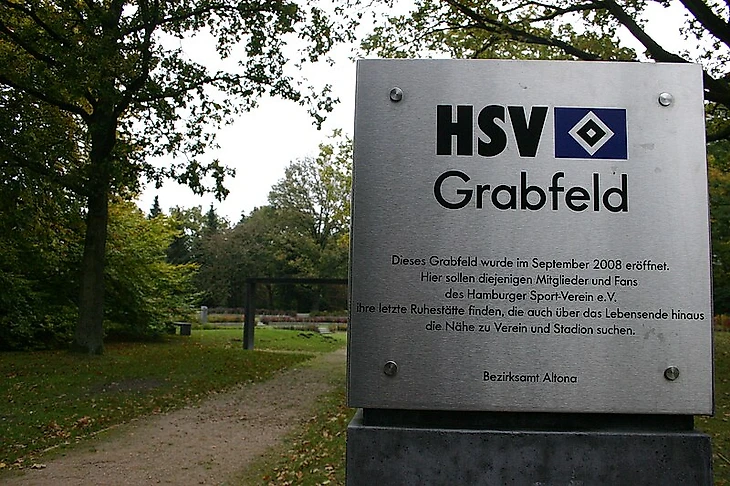 HSV
Grabfeld
Dieses Grabfeld wurde im September 2008 eröffnet.
Hier sollen diejenigen Mitglieder und Fans
des Hamburger Sport-Verein e.V.
ihre letzte Ruhestätte finden, die auch über das Lebensende hinaus
die Nähe zu Verein und Stadion suchen.
Bezirksamt Altona